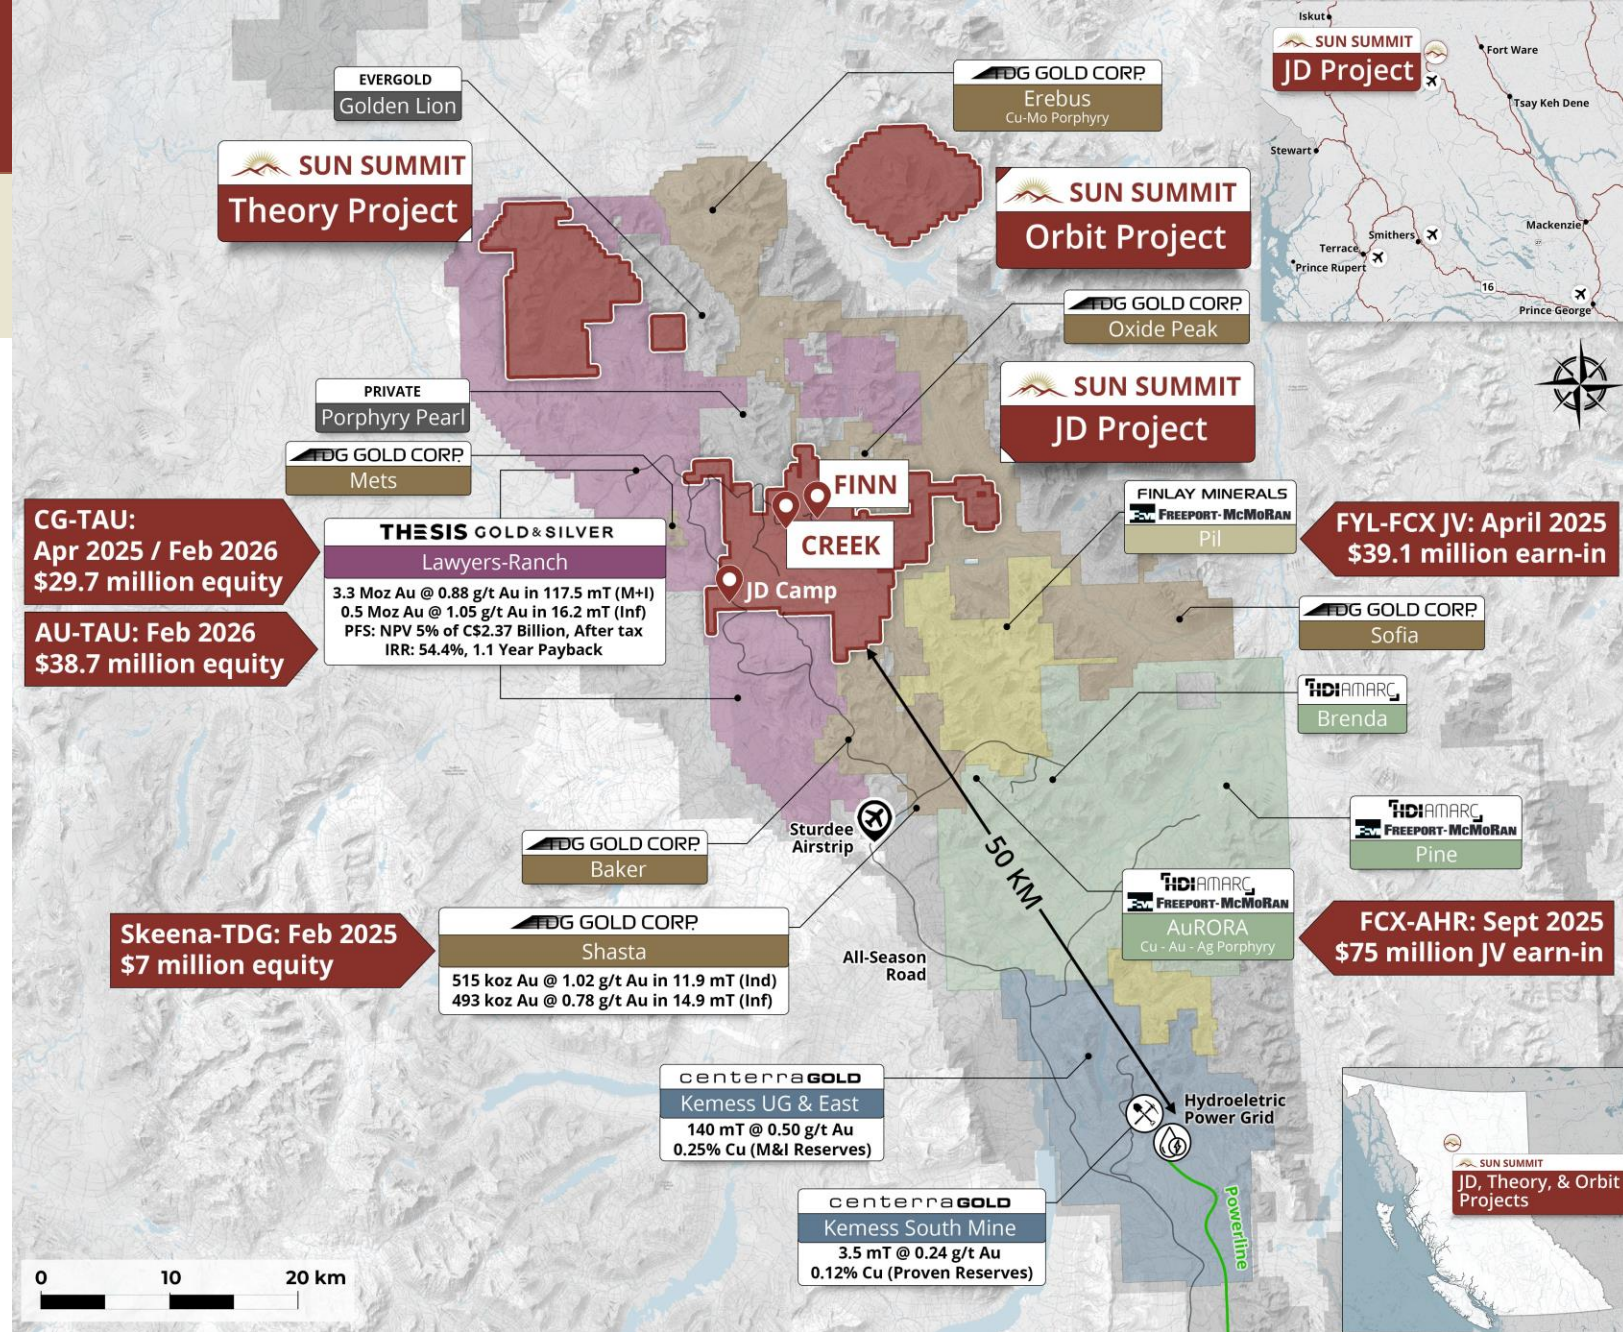 EVERGOLD
Golden Lion
SUN SUMMIT
Theory Project
TDG GOLD CORP.
Erebus
Cu-Mo Porphyry
SUN SUMMIT
Orbit Project
TDG GOLD CORP.
Oxide Peak
SUN SUMMIT
JD Project
Iskut
SUN SUMMIT
JD Project
Fort Ware
Tsay Keh Dene
Stewart
Mackenzie
Smithers
Terrace
Prince Rupert
16
Prince George
PRIVATE
Porphyry Pearl
TDG GOLD CORP.
Mets
FINN
CREEK
JD Camp
CG-TAU:
Apr 2025 / Feb 2026
$29.7 million equity
AU-TAU: Feb 2026
$38.7 million equity
THESIS GOLD & SILVER
Lawyers-Ranch
3.3 Moz Au @ 0.88 g/t Au in 117.5 mT (M+I)
0.5 Moz Au @ 1.05 g/t Au in 16.2 mT (Inf)
PFS: NPV 5% of C$2.37 Billion, After tax
IRR: 54.4%, 1.1 Year Payback
FINLAY MINERALS
FREEPORT-McMoRAN
Pil
FYL-FCX JV: April 2025
$39.1 million earn-in
TDG GOLD CORP.
Sofia
HDI AMARC
Brenda
HDI AMARC
FREEPORT-McMoRAN
Pine
Sturdee
Airstrip
TDG GOLD CORP.
Baker
50 KM
HDI AMARC
FREEPORT-McMoRAN
AuRORA
Cu - Au - Ag Porphyry
FCX-AHR: Sept 2025
$75 million JV earn-in
Skeena-TDG: Feb 2025
$7 million equity
TDG GOLD CORP.
Shasta
515 koz Au @ 1.02 g/t Au in 11.9 mT (Ind)
493 koz Au @ 0.78 g/t Au in 14.9 mT (Inf)
All-Season
Road
centerra GOLD
Kemess UG & East
140 mT @ 0.50 g/t Au
0.25% Cu (M&I Reserves)
Hydroeletric
Power Grid
centerra GOLD
Kemess South Mine
3.5 mT @ 0.24 g/t Au
0.12% Cu (Proven Reserves)
Powerline
SUN SUMMIT
JD, Theory, & Orbit
Projects
0 10 20 km